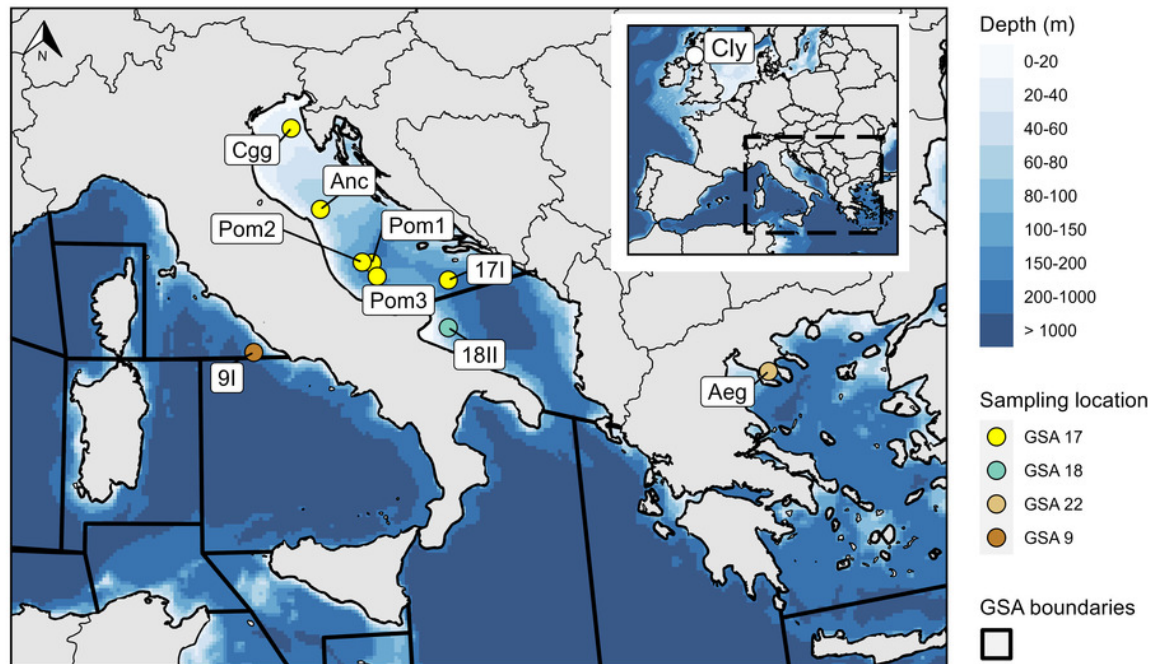 N
Cly
Cgg
Anc
Pom2
Pom1
17I
Pom3
18II
9I
Aeg
Depth (m)
0-20
20-40
40-60
60-80
80-100
100-150
150-200
200-1000
> 1000
Sampling location
GSA 17
GSA 18
GSA 22
GSA 9
GSA boundaries